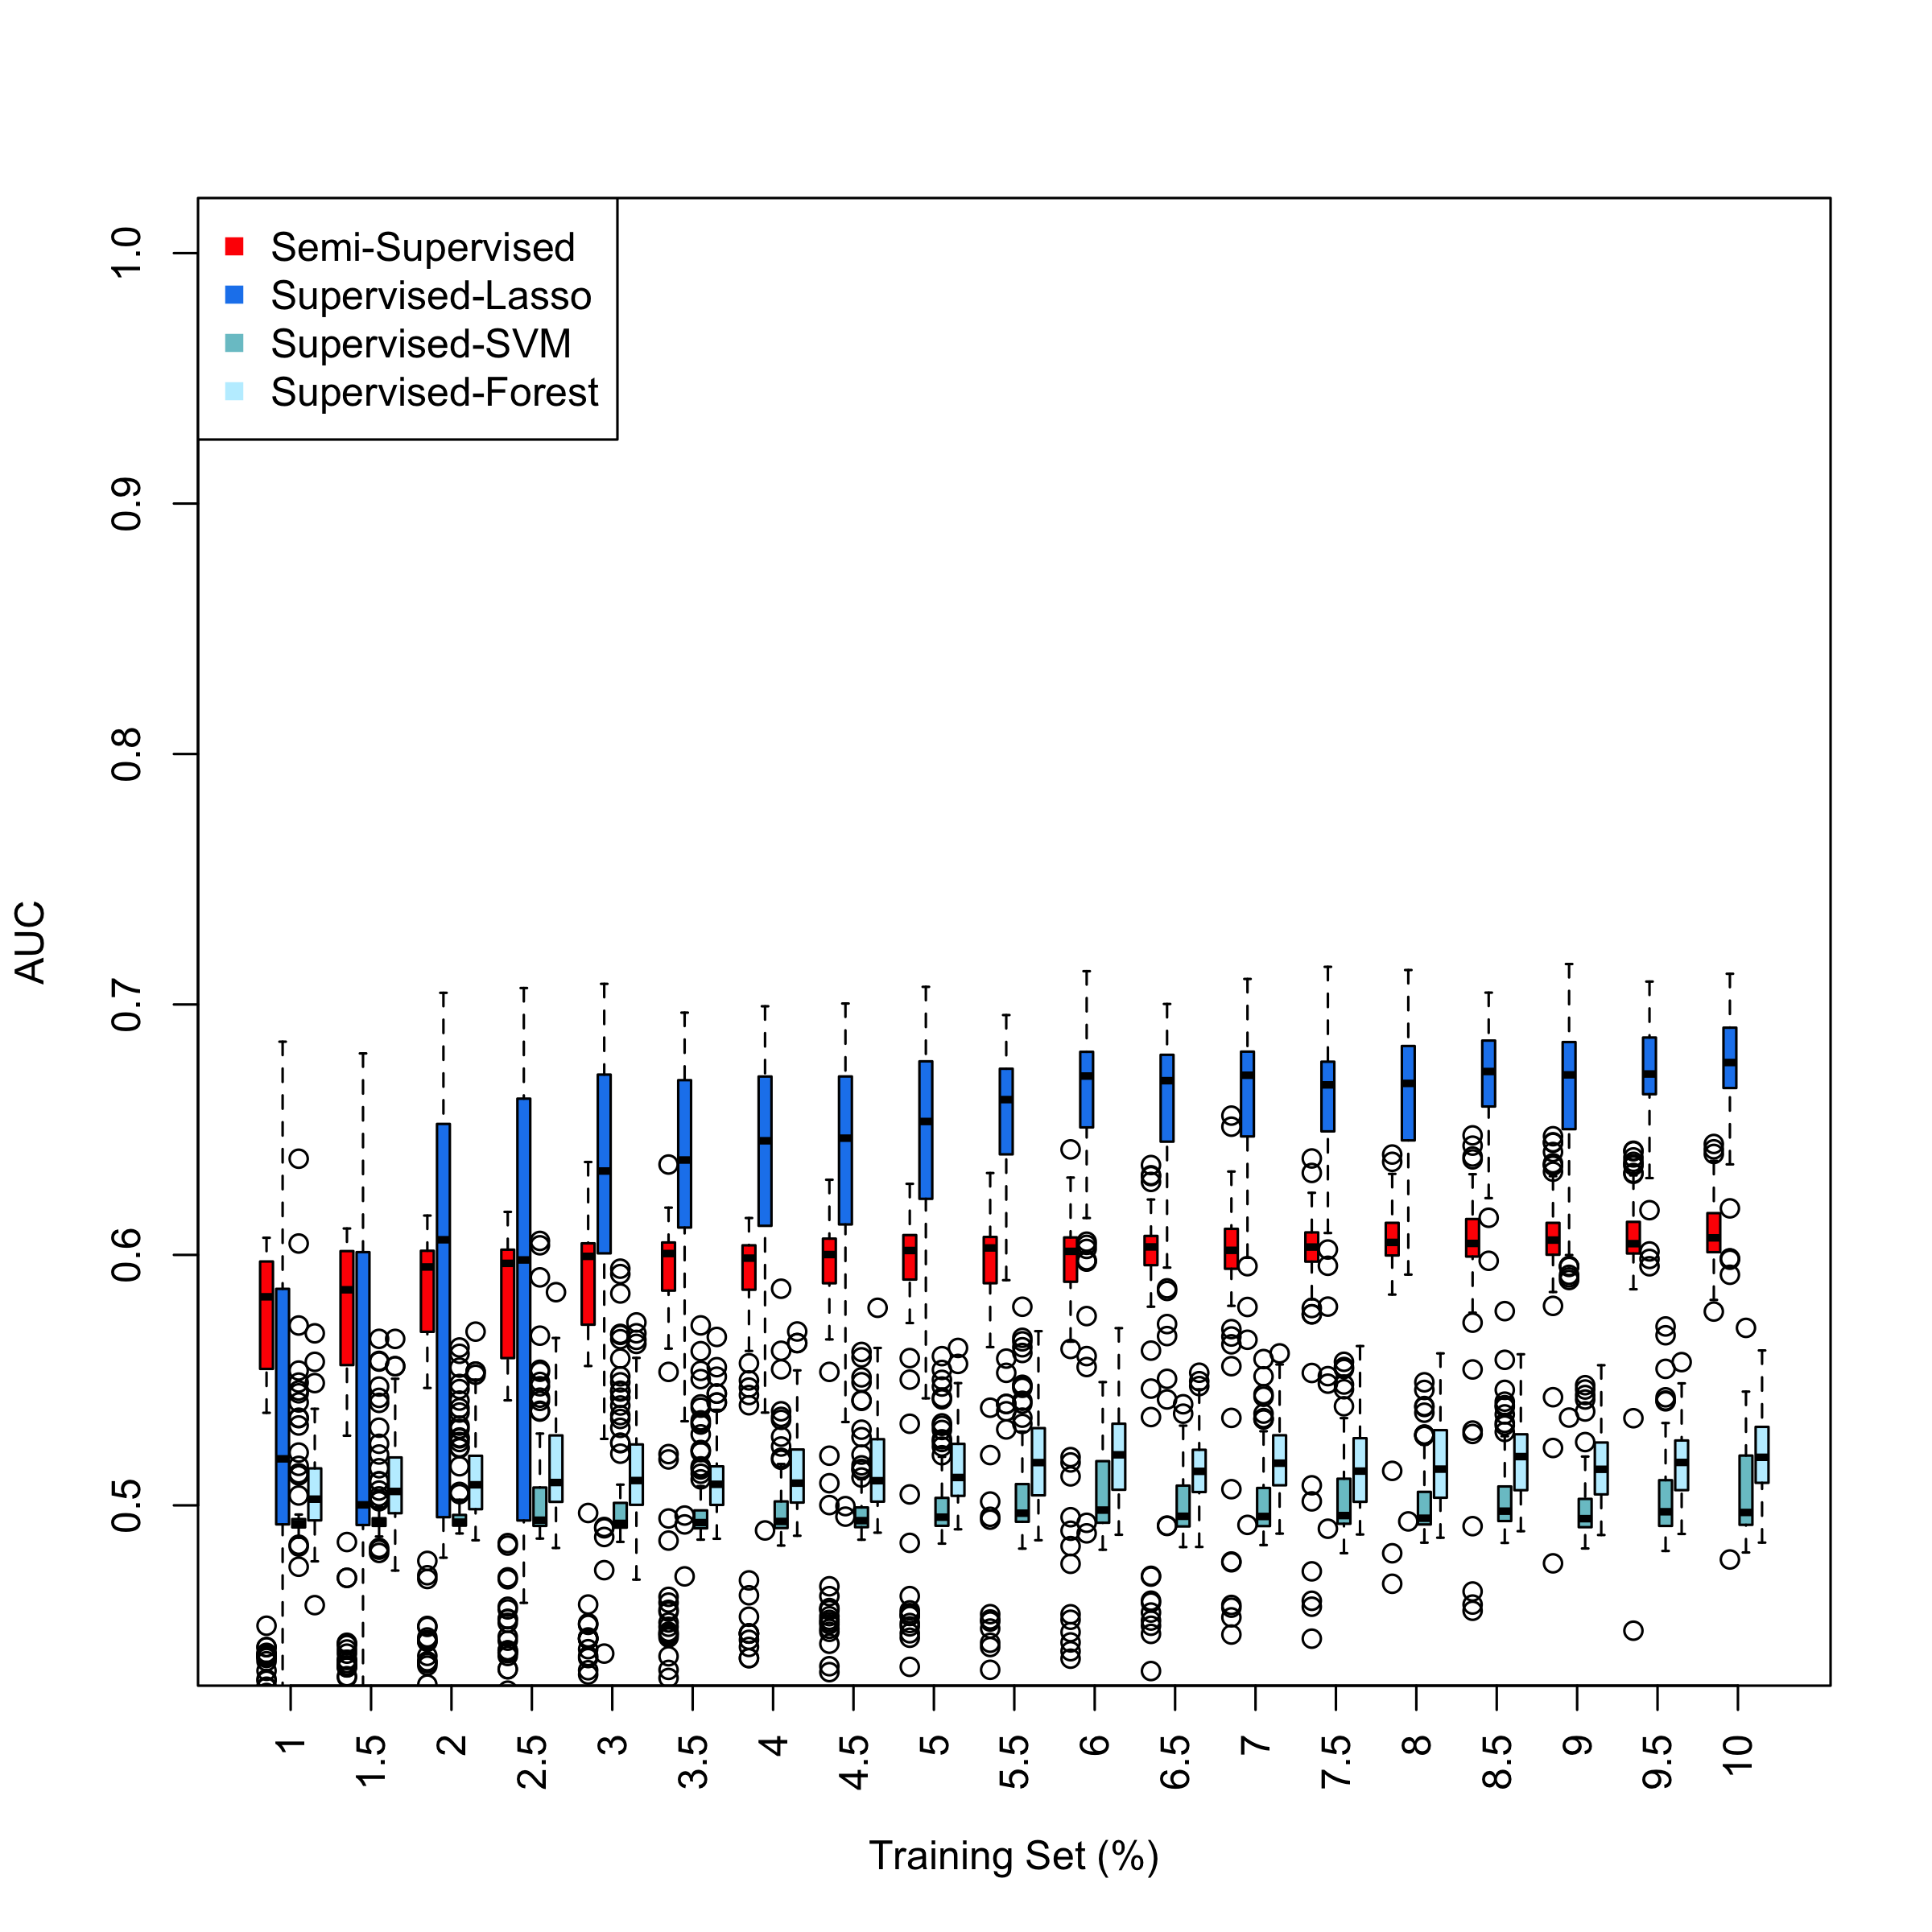 Semi-Supervised
Supervised-Lasso
Supervised-SVM
Supervised-Forest
AUC
1.0
0.9
0.8
0.7
0.6
0.5
1 1.5 2 2.5 3 3.5 4 4.5 5 5.5 6 6.5 7 7.5 8 8.5 9 9.5 10
Training Set (%)